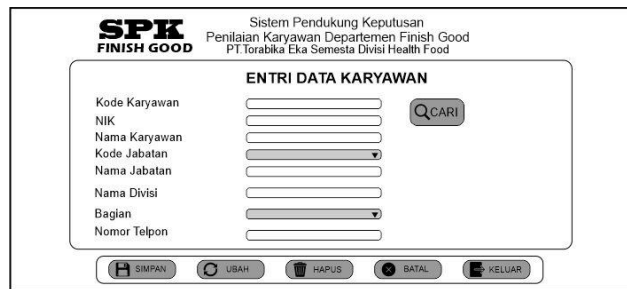 SPK
FINISH GOOD
Sistem Pendukung Keputusan
Penilaian Karyawan Departemen Finish Good
PT.Torabika Eka Semesta Divisi Health Food
ENTRI DATA KARYAWAN
Kode Karyawan
CARI
NIK
Nama Karyawan
Kode Jabatan
Nama Jabatan
Nama Divisi
Bagian
Nomor Telpon
SIMPAN UBAH HAPUS BATAL KELUAR